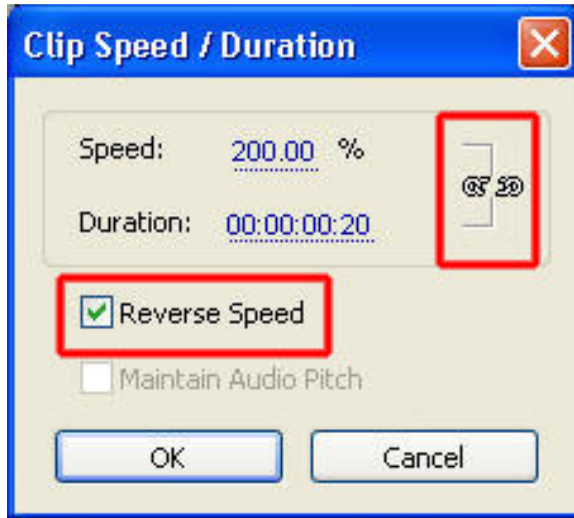 Clip Speed / Duration
Speed: 200.00 %
Duration: 00:00:00:20
Reverse Speed
Maintain Audio Pitch
OK Cancel